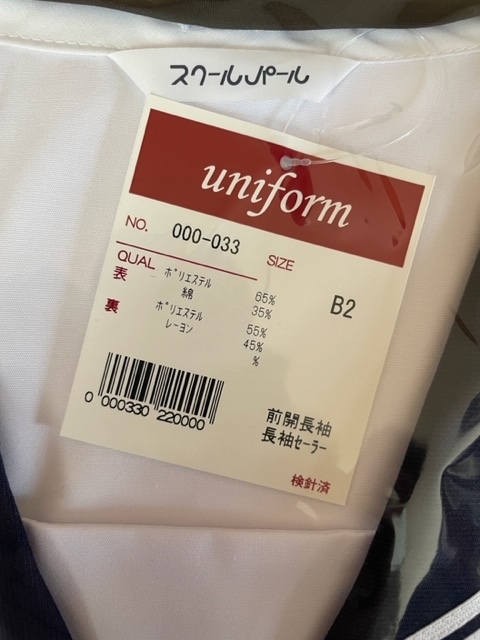 スクールパール
uniform
NO. 000-033 SIZE
QUAL
表 ポリエステル 65%
綿 35%
裏 ポリエステル 55%
レーヨン 45%
%
B2
0 000330 220000
前開長袖
長袖セーラー
検針済